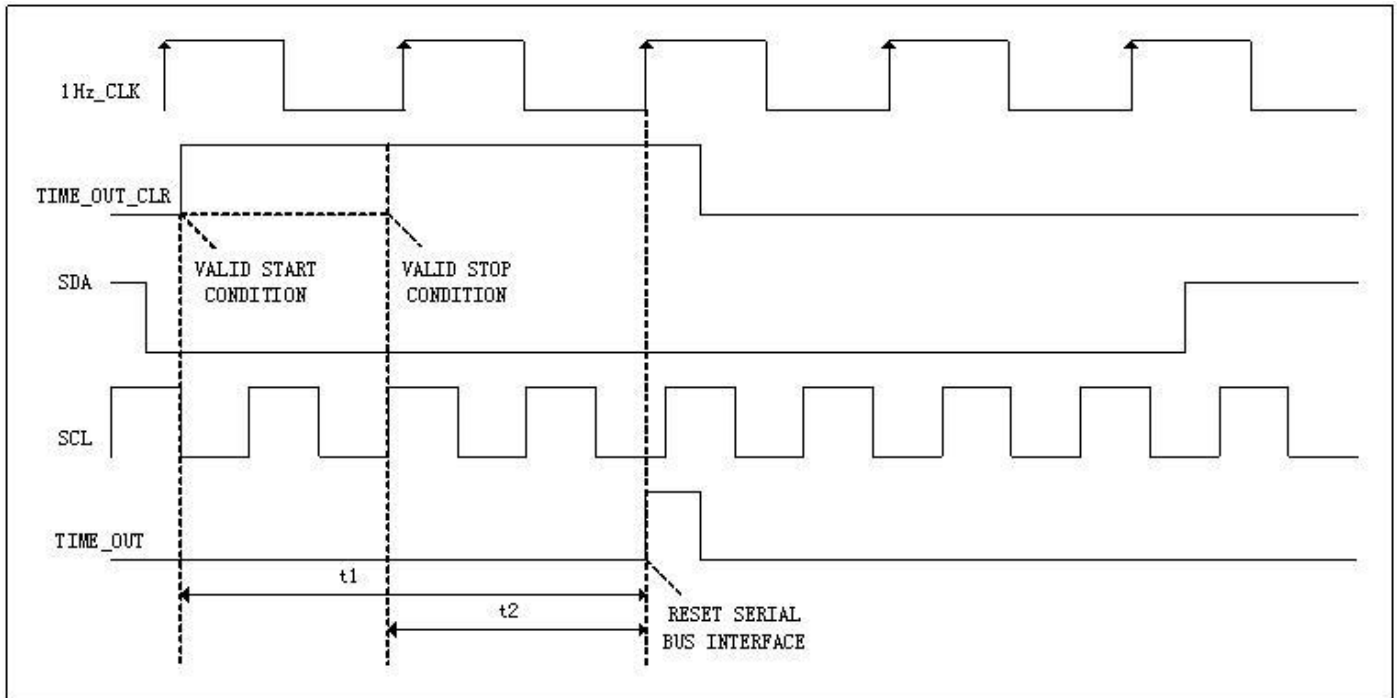 1Hz_CLK
TIME_OUT_CLR
VALID START
CONDITION
VALID STOP
CONDITION
SDA
SCL
TIME_OUT
t1
t2
RESET SERIAL
BUS INTERFACE